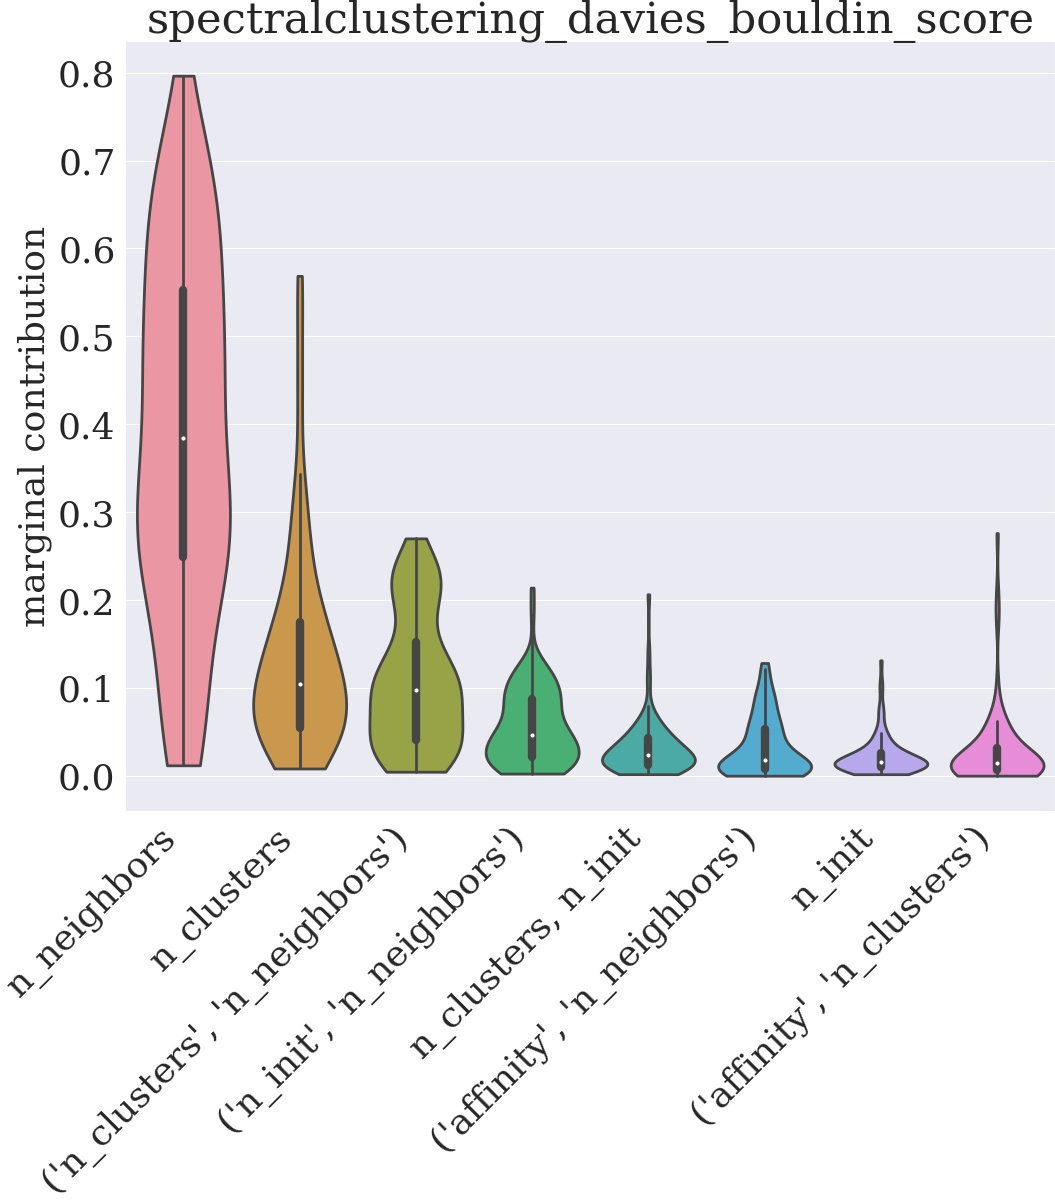 spectralclustering_davies_bouldin_score
marginal contribution
0.8
0.7
0.6
0.5
0.4
0.3
0.2
0.1
0.0
n_neighbors
n_clusters
('n_clusters', 'n_neighbors')
('n_init', 'n_neighbors')
n_clusters, n_init
('affinity', 'n_neighbors')
n_init
('affinity', 'n_clusters')